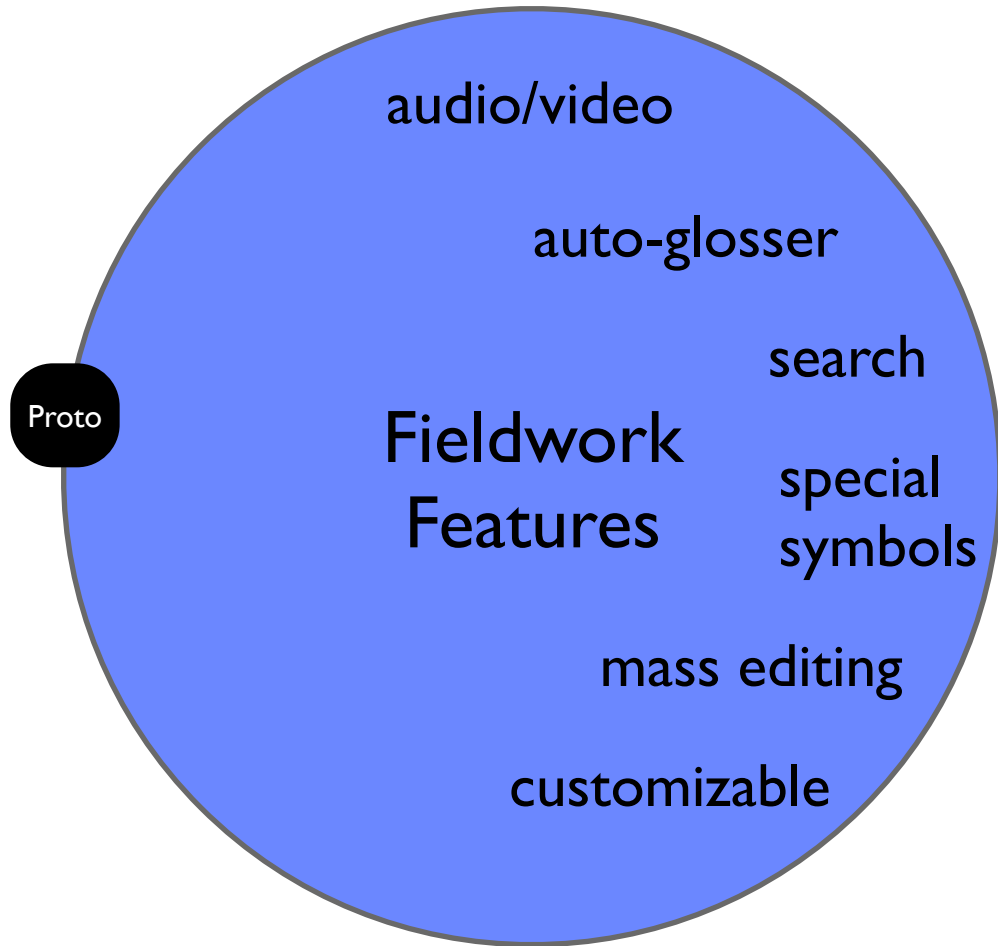 audio/video
auto-glosser
search
Proto
Fieldwork
Features
special
symbols
mass editing
customizable